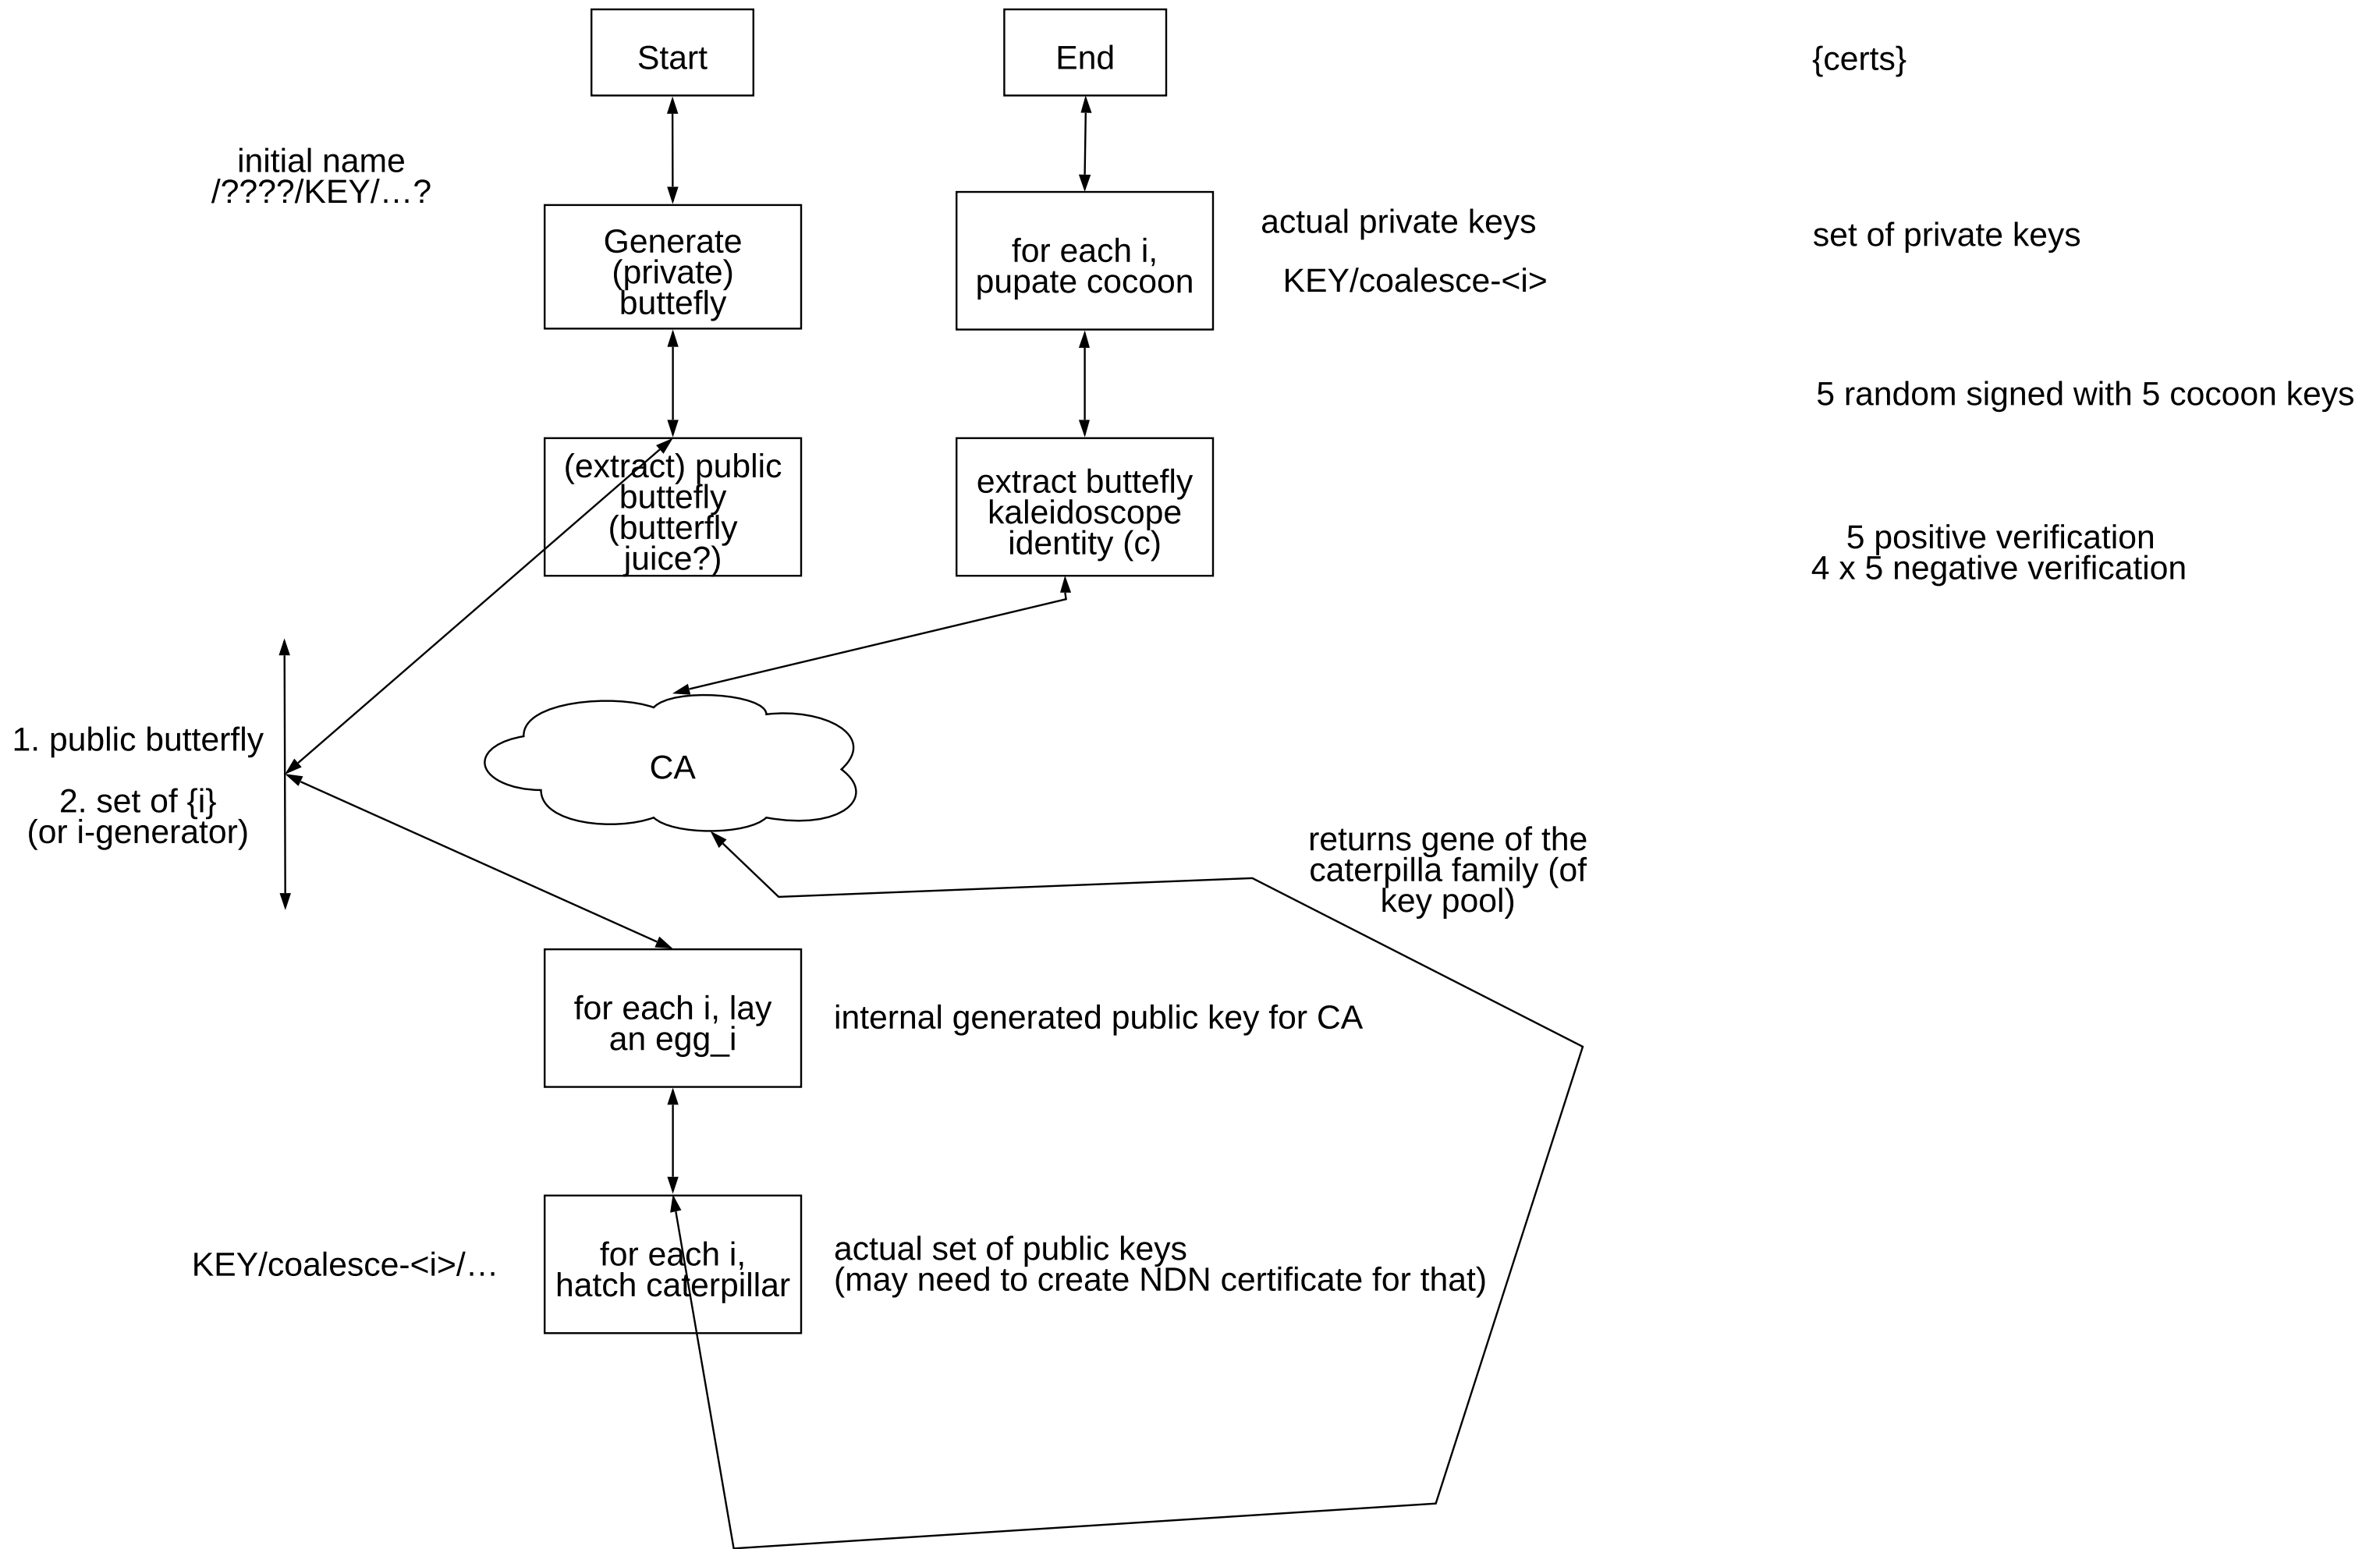 Start
End
{certs}
initial name
/????/KEY/…?
Generate
(private)
buttefly
for each i,
pupate cocoon
actual private keys
KEY/coalesce-<i>
set of private keys
5 random signed with 5 cocoon keys
(extract) public
buttefly
(butterfly
juice?)
extract buttefly
kaleidoscope
identity (c)
5 positive verification
4 x 5 negative verification
1. public butterfly
2. set of {i}
(or i-generator)
CA
returns gene of the
caterpilla family (of
key pool)
for each i, lay
an egg_i
internal generated public key for CA
KEY/coalesce-<i>/…
for each i,
hatch caterpillar
actual set of public keys
(may need to create NDN certificate for that)